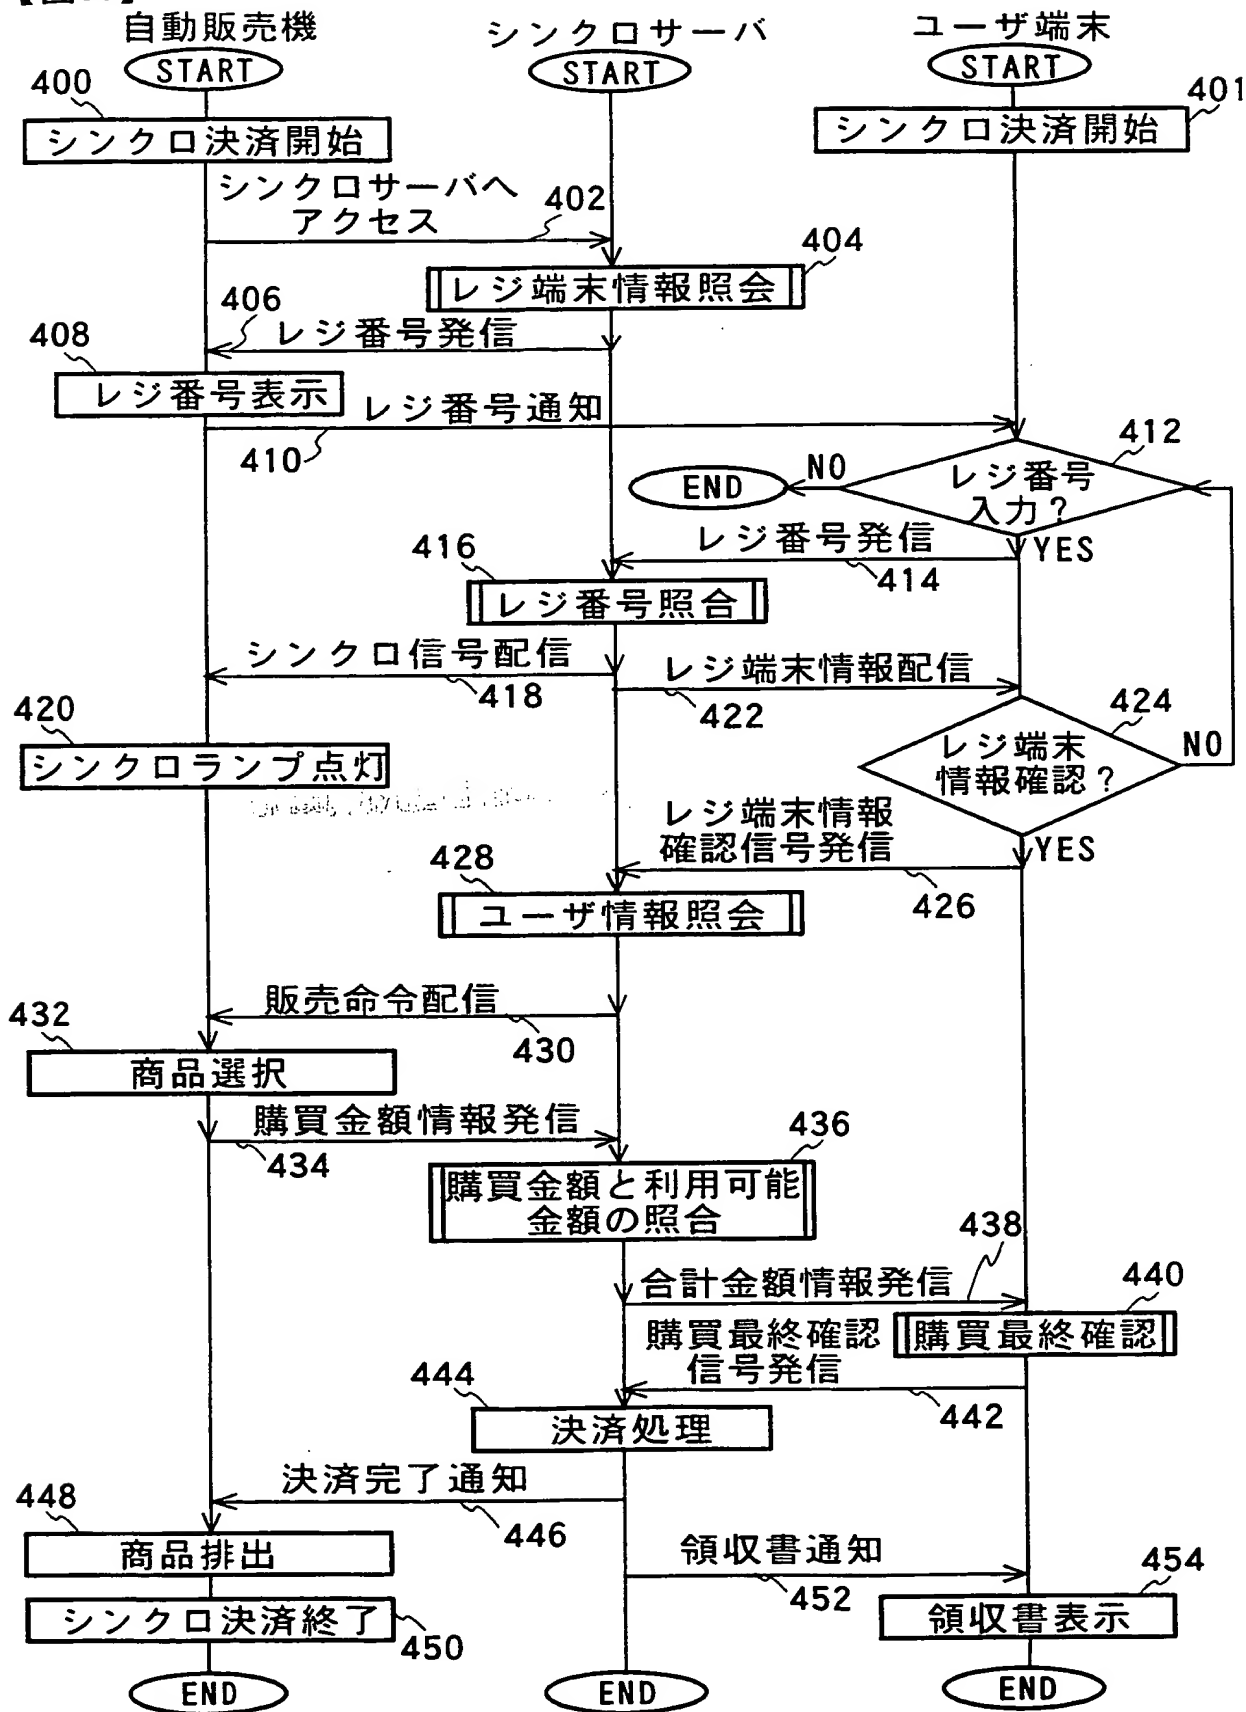 自動販売機
シンクロサーバ
ユーザ端末
START
START
START
400
シンクロ決済開始
401
シンクロ決済開始
シンクロサーバへ
アクセス
402
404
レジ端末情報照会
406
レジ番号発信
408
レジ番号表示
レジ番号通知
410
412
レジ番号
入力?
NO
END
YES
レジ番号発信
414
416
レジ番号照合
シンクロ信号配信
418
レジ端末情報配信
422
420
シンクロランプ点灯
424
レジ端末
情報確認?
NO
YES
レジ端末情報
確認信号発信
426
428
ユーザ情報照会
販売命令配信
430
432
商品選択
購買金額情報発信
434
436
購買金額と利用可能
金額の照合
438
合計金額情報発信
440
購買最終確認
購買最終確認
信号発信
442
444
決済処理
決済完了通知
446
448
商品排出
領収書通知
452
454
領収書表示
シンクロ決済終了
450
END
END
END